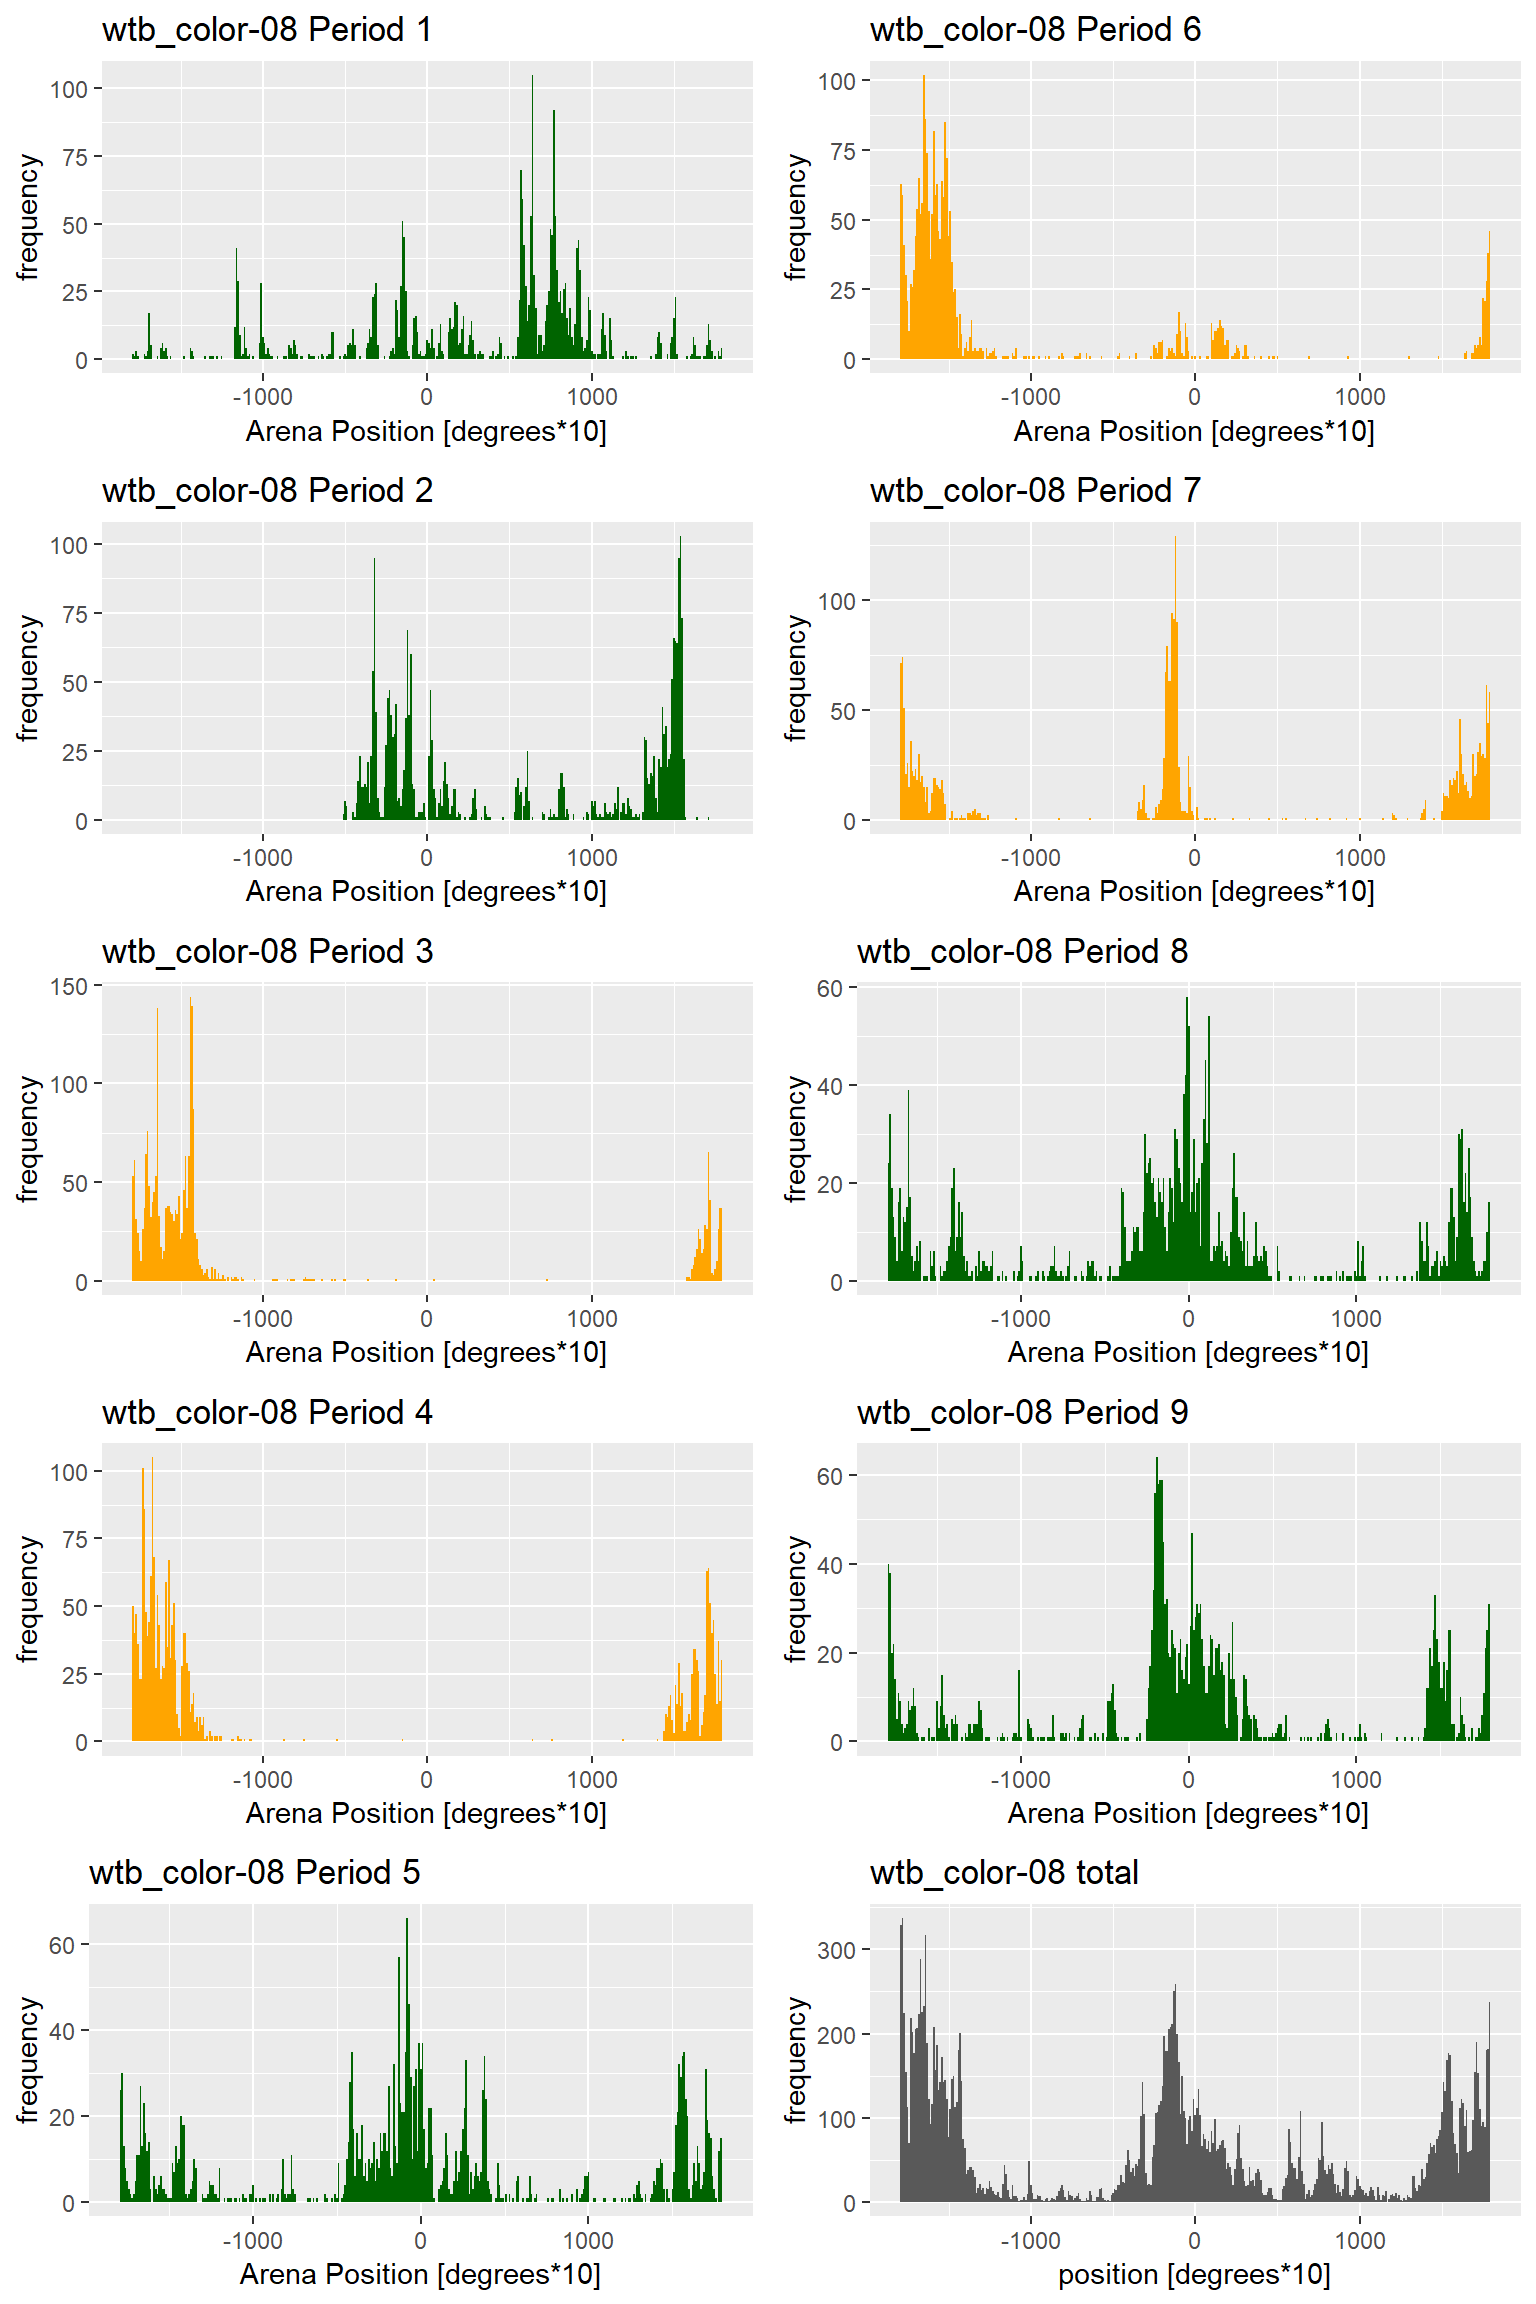 wtb_color-08 Period 1
frequency
100
75
50
25
0
-1000 0 1000
Arena Position [degrees*10]
wtb_color-08 Period 6
frequency
100
75
50
25
0
-1000 0 1000
Arena Position [degrees*10]
wtb_color-08 Period 2
frequency
100
75
50
25
0
-1000 0 1000
Arena Position [degrees*10]
wtb_color-08 Period 7
frequency
100
50
0
-1000 0 1000
Arena Position [degrees*10]
wtb_color-08 Period 3
frequency
150
100
50
0
-1000 0 1000
Arena Position [degrees*10]
wtb_color-08 Period 8
frequency
60
40
20
0
-1000 0 1000
Arena Position [degrees*10]
wtb_color-08 Period 4
frequency
100
75
50
25
0
-1000 0 1000
Arena Position [degrees*10]
wtb_color-08 Period 9
frequency
60
40
20
0
-1000 0 1000
Arena Position [degrees*10]
wtb_color-08 Period 5
frequency
60
40
20
0
-1000 0 1000
Arena Position [degrees*10]
wtb_color-08 total
frequency
300
200
100
0
-1000 0 1000
position [degrees*10]